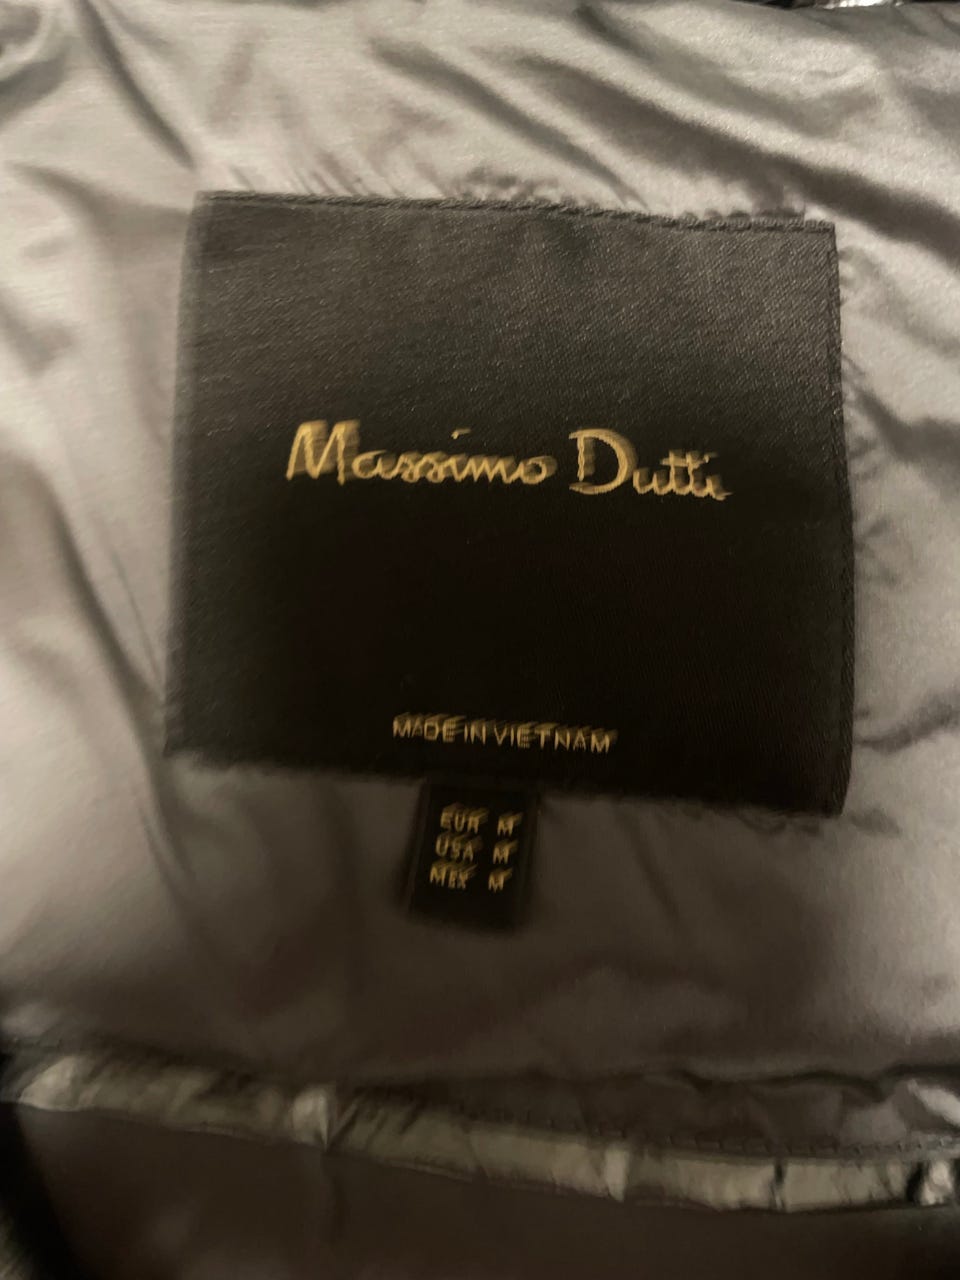 Massimo Dutti
MADE IN VIETNAM
EUR M
USA M
MEX M